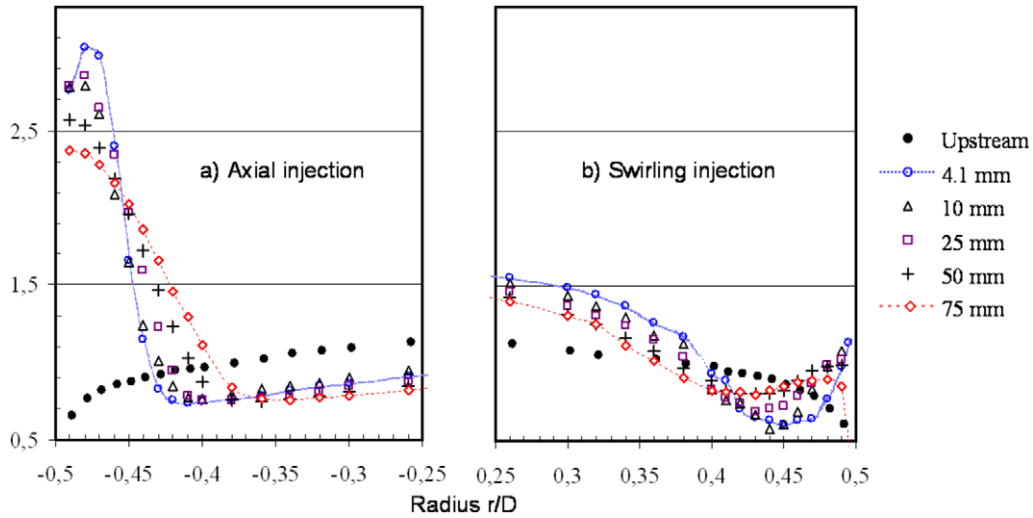 2,5
1,5
0,5
a) Axial injection
b) Swirling injection
-0,5 -0,45 -0,4 -0,35 -0,3 -0,25
0,25 0,3 0,35 0,4 0,45 0,5
Radius r/D
Upstream
4.1 mm
10 mm
25 mm
50 mm
75 mm